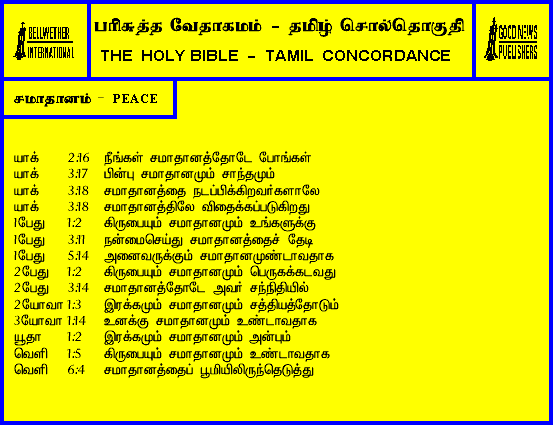 BELLWETHER
INTERNATIONAL
பரிசுத்த வேதாகமம் - தமிழ் சொல்தொகுதி
THE HOLY BIBLE - TAMIL CONCORDANCE
GOOD NEWS
PUBLISHERS
சமாதானம் - PEACE
யாக் 2:16 நீங்கள் சமாதானத்தோடே போங்கள்
யாக் 3:17 பின்பு சமாதானமும் சாந்தமும்
யாக் 3:18 சமாதானத்தை நடப்பிக்கிறவர்களாலே
யாக் 3:18 சமாதானத்திலே விதைக்கப்படுகிறது
1பேது 1:2 கிருபையும் சமாதானமும் உங்களுக்கு
1பேது 3:11 நன்மைசெய்து சமாதானத்தைச் தேடி
1பேது 5:14 அனைவருக்கும் சமாதானமுண்டாவதாக
2பேது 1:2 கிருபையும் சமாதானமும் பெருகக்கடவது
2பேது 3:14 சமாதானத்தோடே அவர் சந்நிதியில்
2யோவா 1:3 இரக்கமும் சமாதானமும் சத்தியத்தோடும்
3யோவா 1:14 உனக்கு சமாதானமும் உண்டாவதாக
யூதா 1:2 இரக்கமும் சமாதானமும் அன்பும்
வெளி 1:5 கிருபையும் சமாதானமும் உண்டாவதாக
வெளி 6:4 சமாதானத்தைப் பூமியிலிருந்தெடுத்து